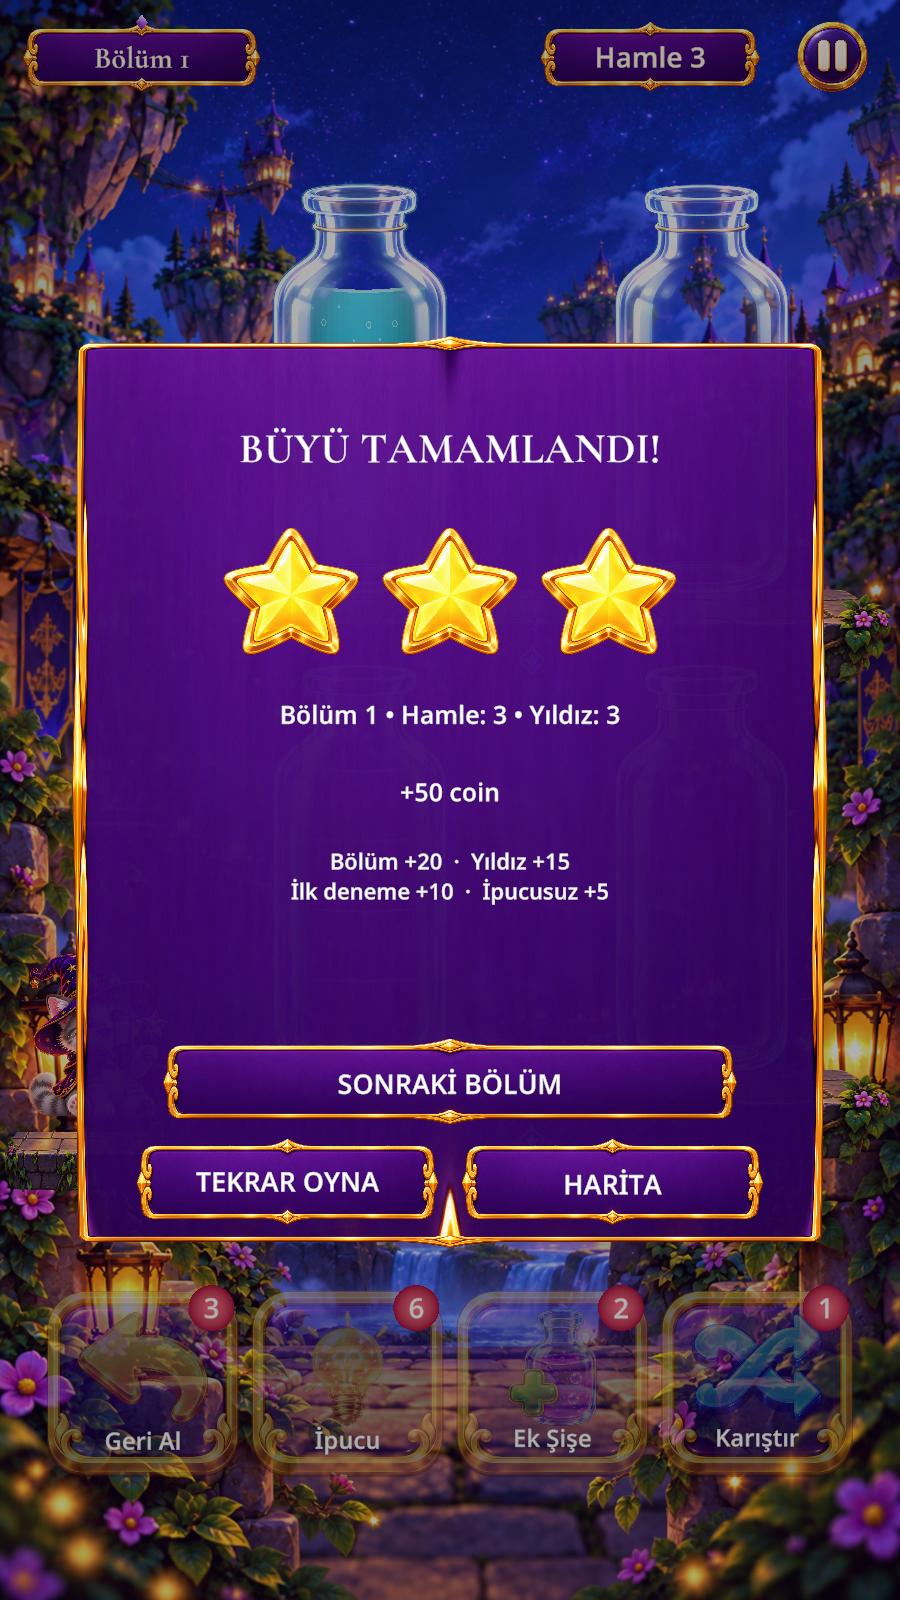 Bölüm 1
Hamle 3
BÜYÜ TAMAMLANDI!
Bölüm 1 • Hamle: 3 • Yıldız: 3
+50 coin
Bölüm +20 · Yıldız +15
İlk deneme +10 · İpucusuz +5
SONRAKİ BÖLÜM
TEKRAR OYNA
HARİTA
3
6
2
1
Geri Al
İpucu
Ek Şişe
Karıştır